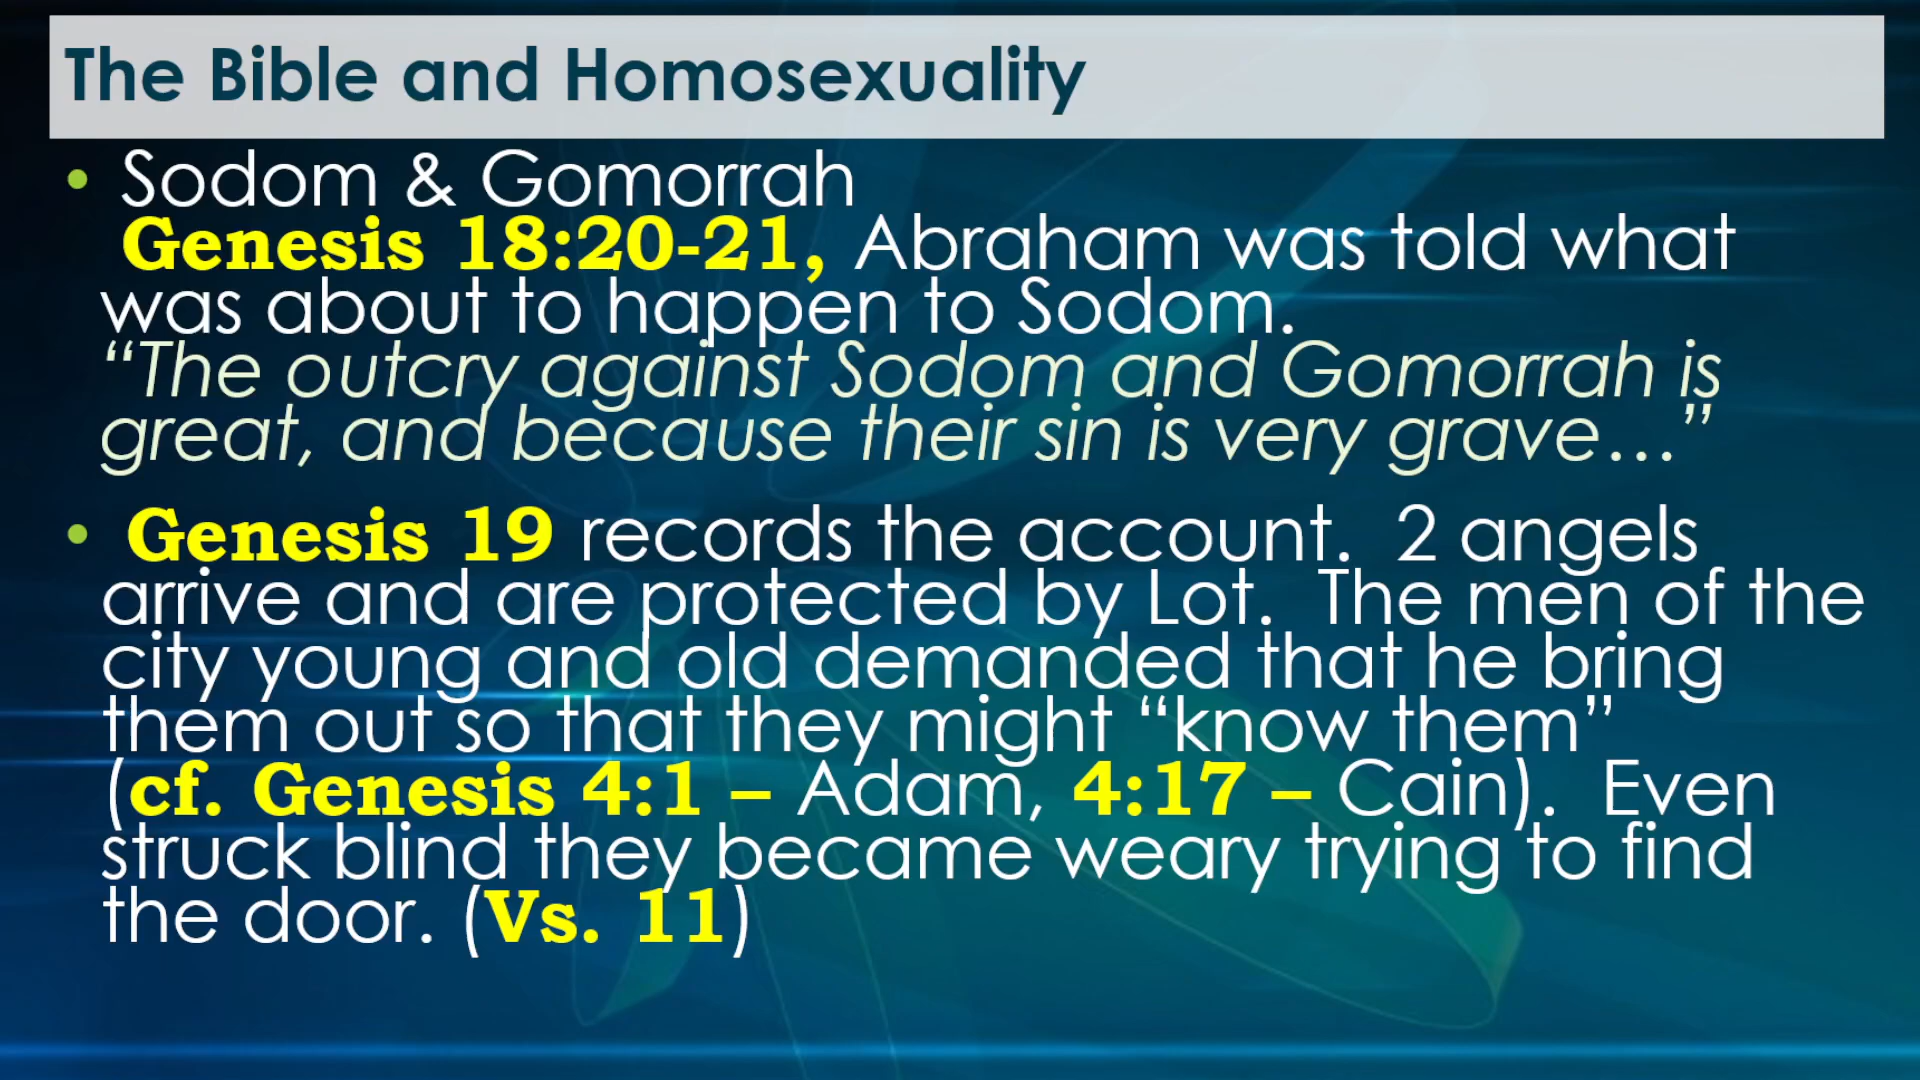 The Bible and Homosexuality
• Sodom & Gomorrah
Genesis 18:20-21, Abraham was told what
was about to happen to Sodom.
“The outcry against Sodom and Gomorrah is
great, and because their sin is very grave…”
• Genesis 19 records the account. 2 angels
arrive and are protected by Lot. The men of the
city young and old demanded that he bring
them out so that they might “know them”
(cf. Genesis 4:1 – Adam, 4:17 – Cain). Even
struck blind they became weary trying to find
the door. (Vs. 11)